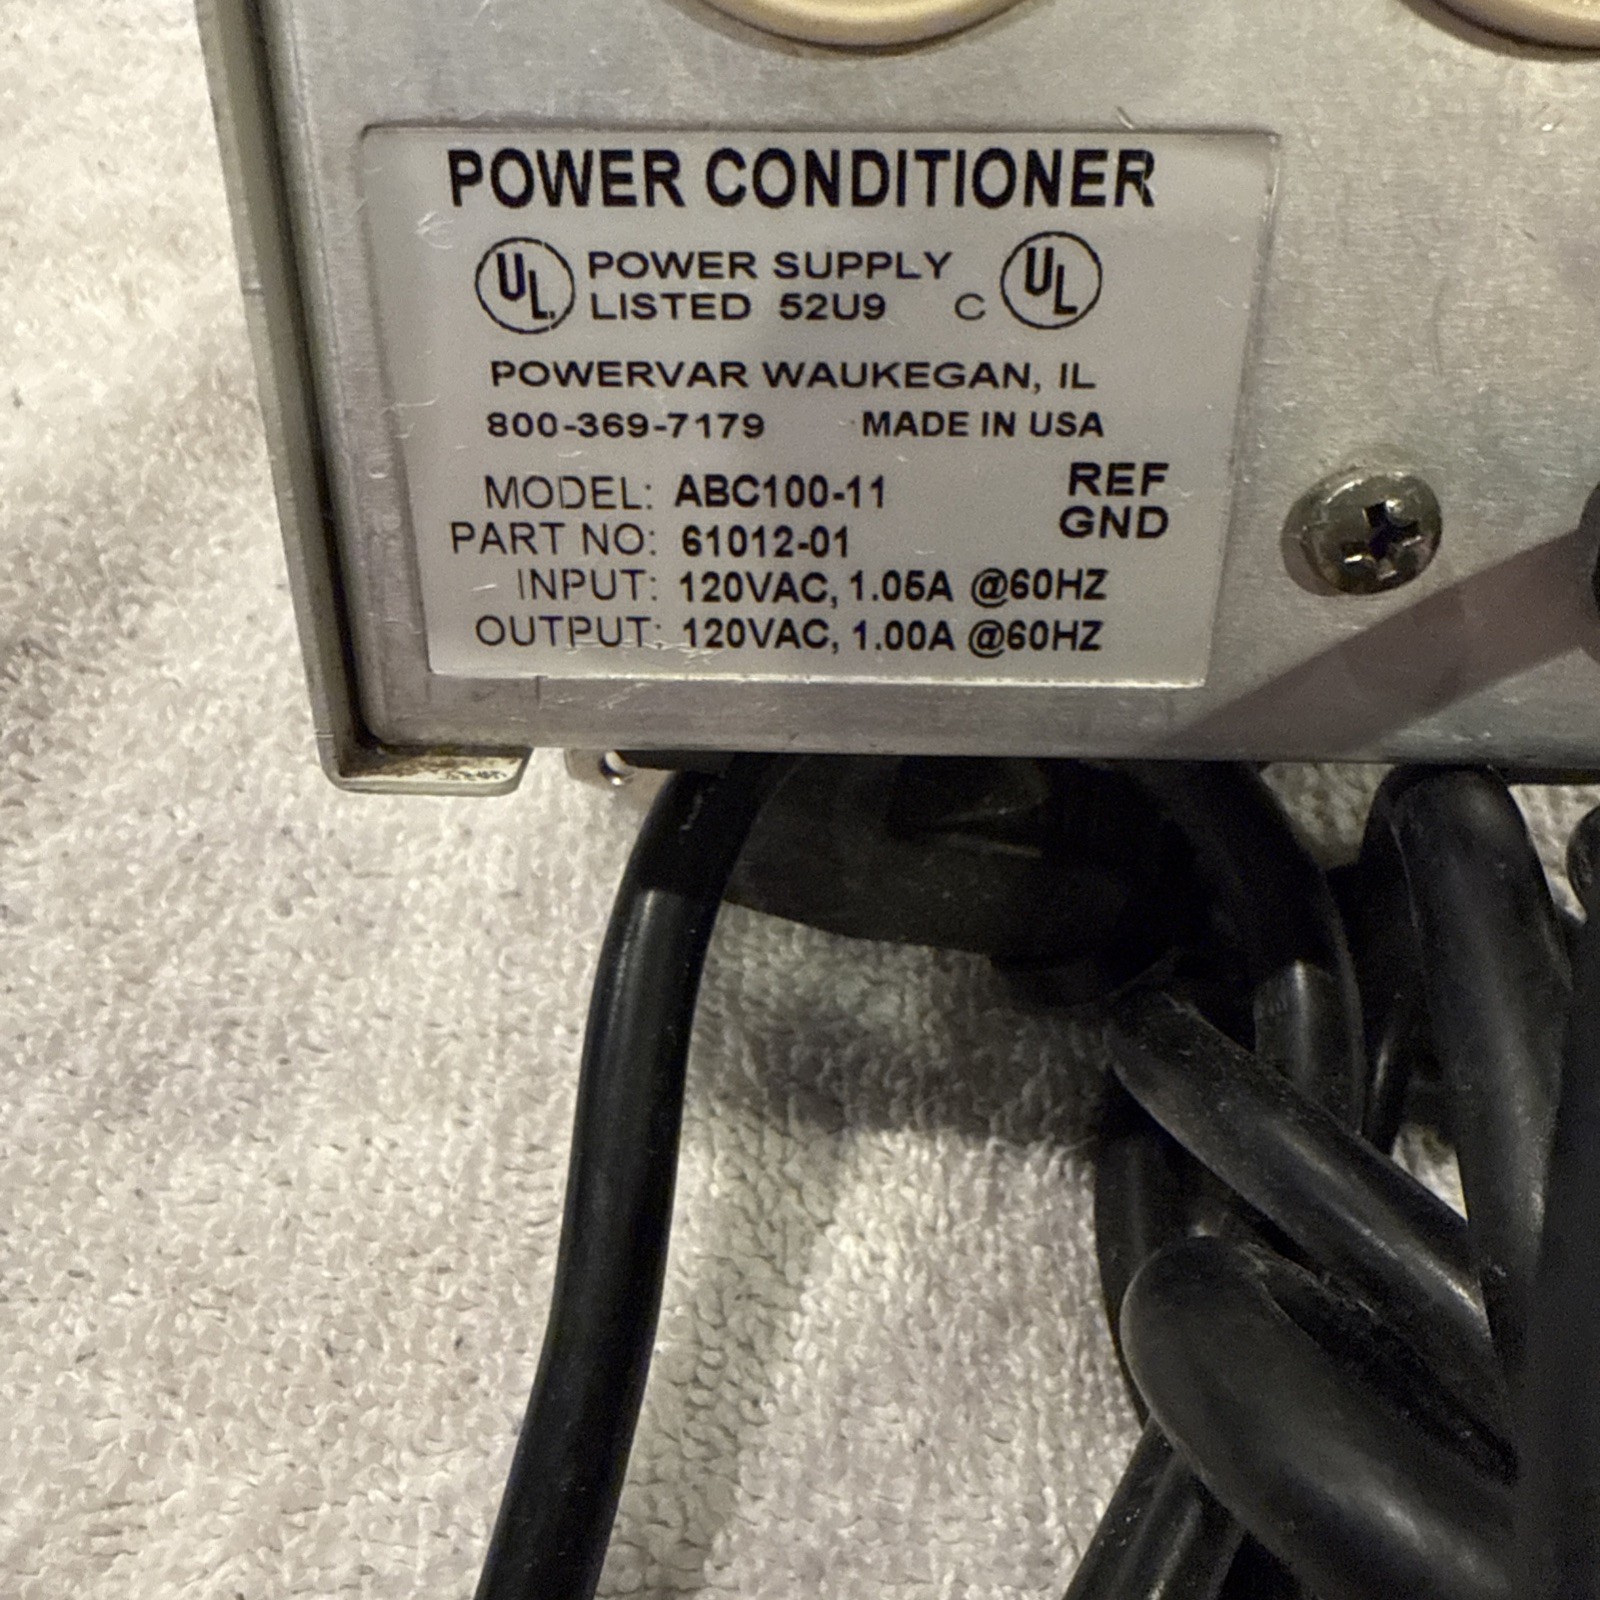 POWER CONDITIONER
UL POWER SUPPLY C UL
LISTED 52U9
POWERVAR WAUKEGAN, IL
800-369-7179 MADE IN USA
MODEL: ABC100-11 REF
PART NO: 61012-01 GND
INPUT: 120VAC, 1.05A @60HZ
OUTPUT: 120VAC, 1.00A @60HZ